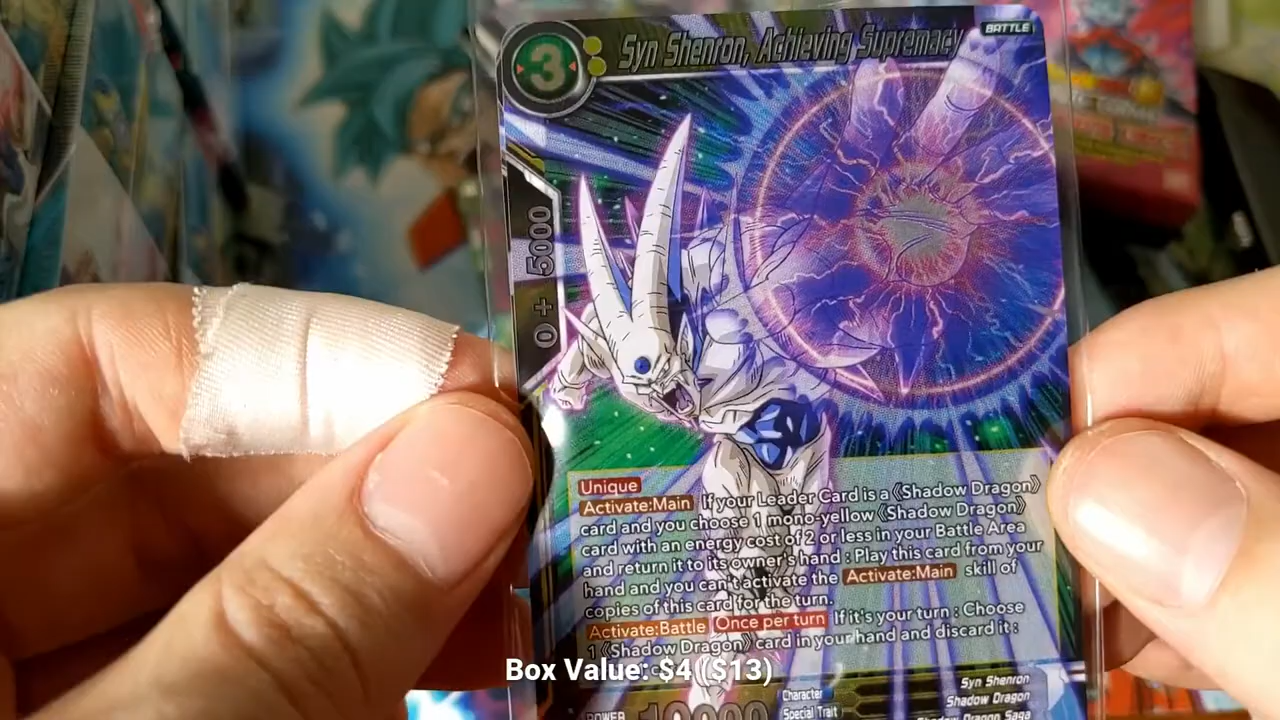 3
Syn Shenron, Achieving Supremacy
BATTLE
0 + 5000
Unique
Activate:Main If your Leader Card is a 《Shadow Dragon》
card and you choose 1 mono-yellow 《Shadow Dragon》
card with an energy cost of 2 or less in your Battle Area
and return it to its owner's hand : Play this card from your
hand and you can't activate the Activate:Main skill of
copies of this card for the turn.
Activate:Battle Once per turn If it's your turn : Choose
1 《Shadow Dragon》 card in your hand and discard it :
Box Value: $4 ($13)
POWER 10000
Character Syn Shenron
Special Trait Shadow Dragon
Shadow Dragon Saga